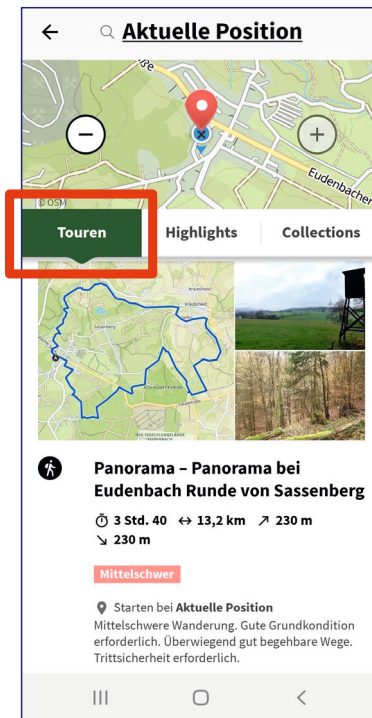 Aktuelle Position
Eudenbacher
© OSM
Touren
Highlights
Collections
Krautscheid
Sassenberg
Panorama – Panorama bei
Eudenbach Runde von Sassenberg
3 Std. 40 ↔ 13,2 km ↗ 230 m
↘ 230 m
Mittelschwer
Starten bei Aktuelle Position
Mittelschwere Wanderung. Gute Grundkondition
erforderlich. Überwiegend gut begehbare Wege.
Trittsicherheit erforderlich.